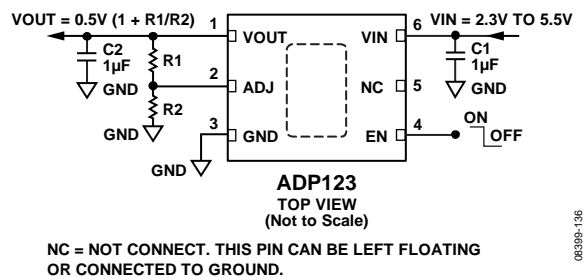 VOUT = 0.5V (1 + R1/R2)
VIN = 2.3V TO 5.5V
1
VOUT
VIN
6
C2
1µF
GND
R1
C1
1µF
GND
2
ADJ
NC
5
R2
GND
3
GND
EN
4
ON
OFF
GND
ADP123
TOP VIEW
(Not to Scale)
NC = NOT CONNECT. THIS PIN CAN BE LEFT FLOATING
OR CONNECTED TO GROUND.
08399-136